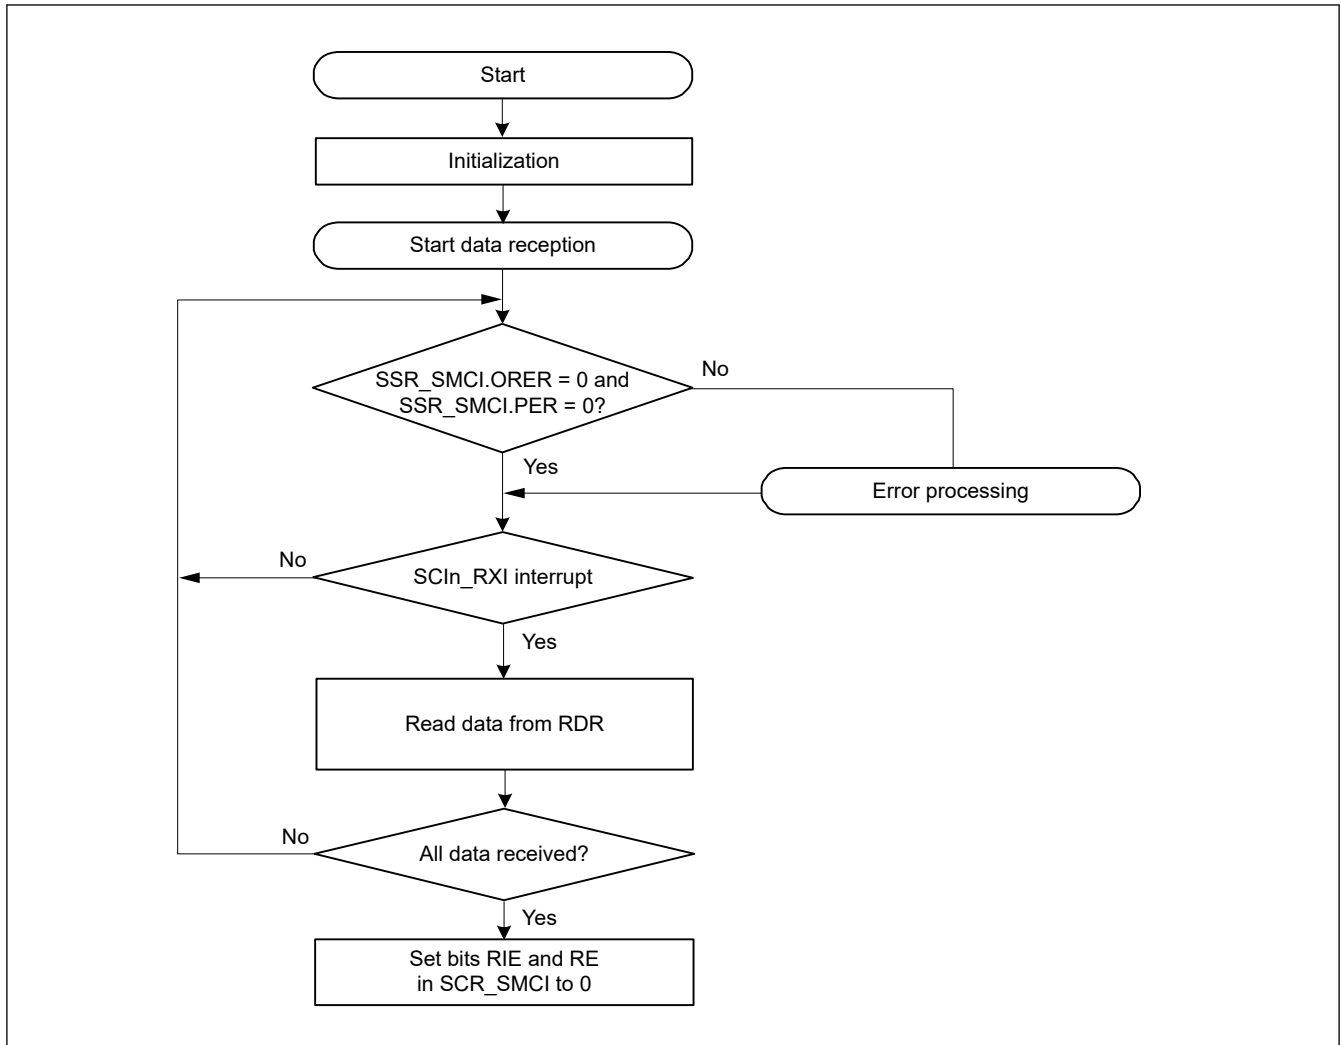 Start
Initialization
Start data reception
No
SSR_SMCI.ORER = 0 and
SSR_SMCI.PER = 0?
Yes
Error processing
No
SCIn_RXI interrupt
Yes
Read data from RDR
No
All data received?
Yes
Set bits RIE and RE
in SCR_SMCI to 0